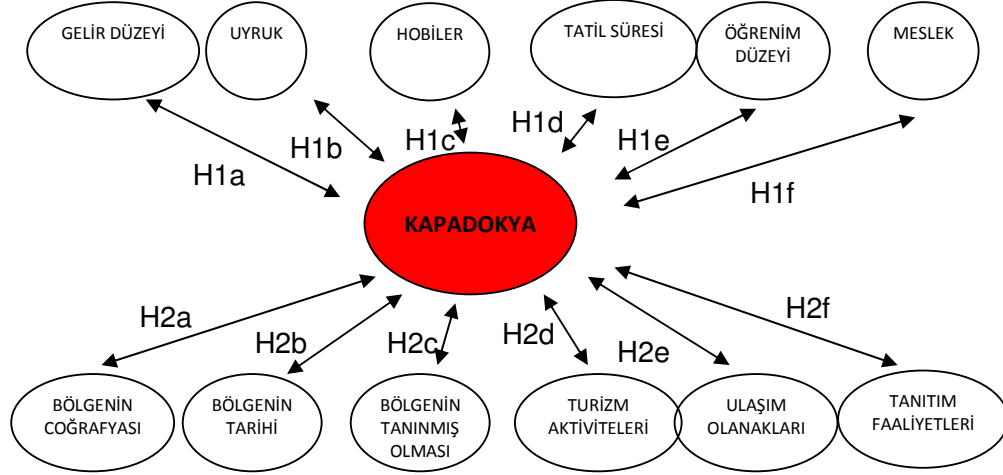 GELİR DÜZEYİ
UYRUK
HOBİLER
TATİL SÜRESİ
ÖĞRENİM
DÜZEYİ
MESLEK
H1a
H1b
H1c
H1d
H1e
H1f
KAPADOKYA
H2a
H2b
H2c
H2d
H2e
H2f
BÖLGENİN
COĞRAFYASI
BÖLGENİN
TARİHİ
BÖLGENİN
TANINMIŞ
OLMASI
TURİZM
AKTİVİTELERİ
ULAŞIM
OLANAKLARI
TANITIM
FAALİYETLERİ